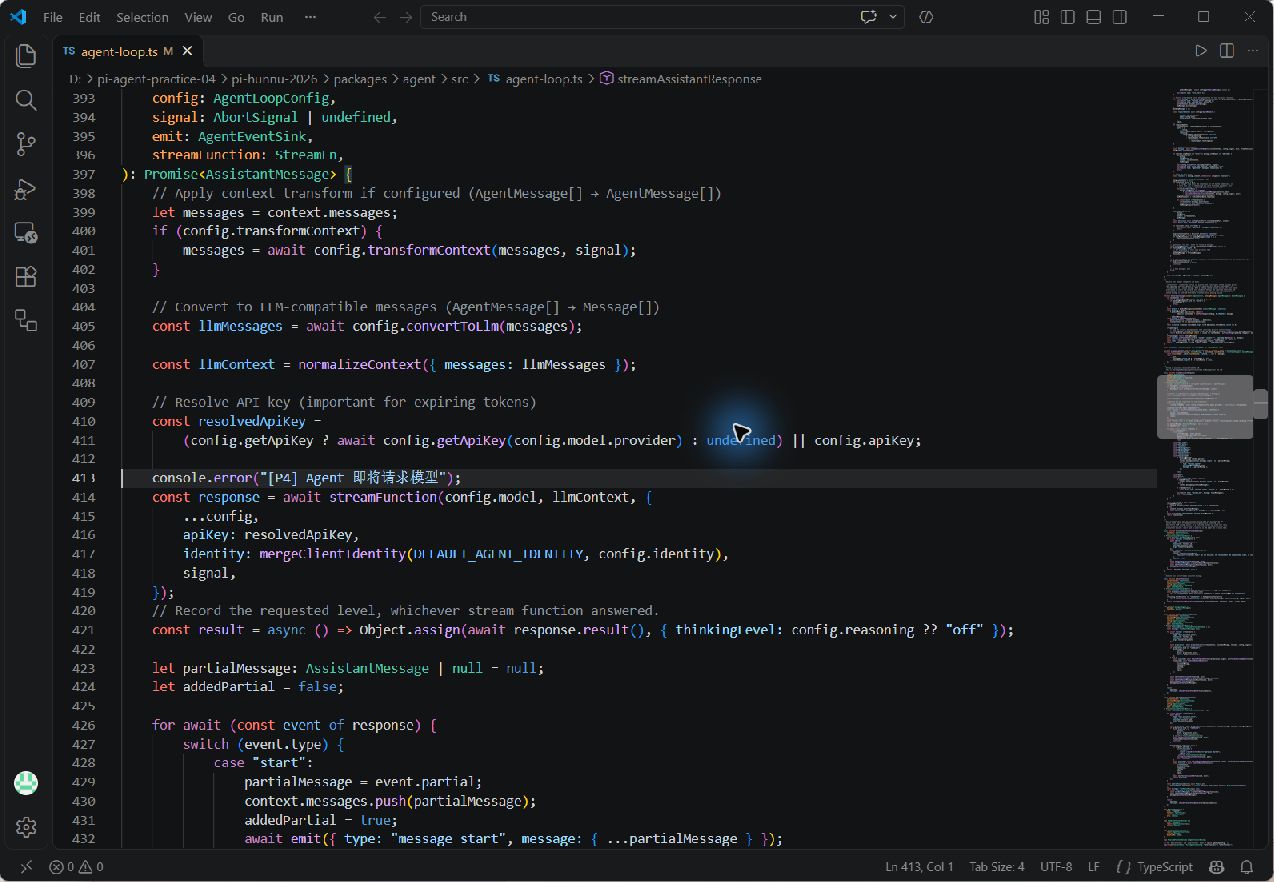 File Edit Selection View Go Run ···
Search
TS agent-loop.ts M
D: > pi-agent-practice-04 > pi-hunnu-2026 > packages > agent > src > TS agent-loop.ts > streamAssistantResponse
393 config: AgentLoopConfig,
394 signal: AbortSignal | undefined,
395 emit: AgentEventSink,
396 streamFunction: StreamFn,
397 ): Promise<AssistantMessage> {
398 // Apply context transform if configured (AgentMessage[] → AgentMessage[])
399 let messages = context.messages;
400 if (config.transformContext) {
401 messages = await config.transformContext(messages, signal);
402 }
403
404 // Convert to LLM-compatible messages (AgentMessage[] → Message[])
405 const llmMessages = await config.convertToLlm(messages);
406
407 const llmContext = normalizeContext({ messages: llmMessages });
408
409 // Resolve API key (important for expiring tokens)
410 const resolvedApiKey =
411 (config.getApiKey ? await config.getApiKey(config.model.provider) : undefined) || config.apiKey;
412
413 console.error("[P4] Agent 即将请求模型");
414 const response = await streamFunction(config.model, llmContext, {
415 ...config,
416 apiKey: resolvedApiKey,
417 identity: mergeClientIdentity(DEFAULT_AGENT_IDENTITY, config.identity),
418 signal,
419 });
420 // Record the requested level, whichever stream function answered.
421 const result = async () => Object.assign(await response.result(), { thinkingLevel: config.reasoning ?? "off" });
422
423 let partialMessage: AssistantMessage | null = null;
424 let addedPartial = false;
425
426 for await (const event of response) {
427 switch (event.type) {
428 case "start":
429 partialMessage = event.partial;
430 context.messages.push(partialMessage);
431 addedPartial = true;
432 await emit({ type: "message_start", message: { ...partialMessage } });
0 0 Ln 413, Col 1 Tab Size: 4 UTF-8 LF { } TypeScript